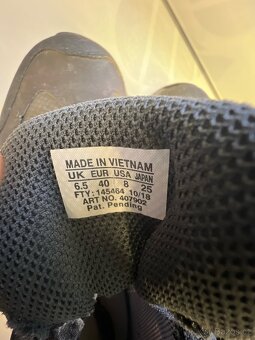 MADE IN VIETNAM
UK EUR USA JAPAN
6.5 40 8 25
FTY: 145464 10/18
ART NO. 407902
Pat. Pending